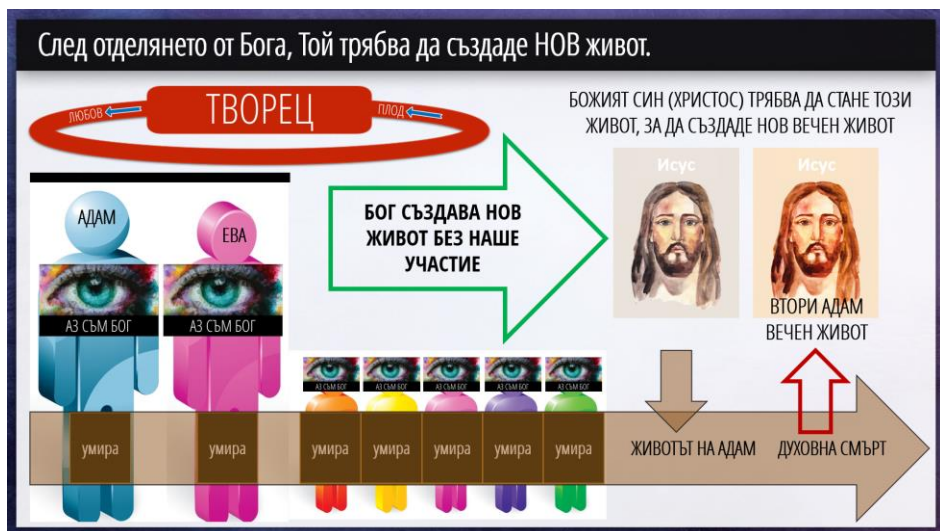 След отделянето от Бога, Той трябва да създаде НОВ живот.
ЛЮБОВ
ТВОРЕЦ
ПЛОД
БОЖИЯТ СИН (ХРИСТОС) ТРЯБВА ДА СТАНЕ ТОЗИ
ЖИВОТ, ЗА ДА СЪЗДАДЕ НОВ ВЕЧЕН ЖИВОТ
АДАМ
ЕВА
АЗ СЪМ БОГ
АЗ СЪМ БОГ
БОГ СЪЗДАВА НОВ
ЖИВОТ БЕЗ НАШЕ
УЧАСТИЕ
Исус
Исус
ВТОРИ АДАМ
ВЕЧЕН ЖИВОТ
АЗ СЪМ БОГ
АЗ СЪМ БОГ
АЗ СЪМ БОГ
АЗ СЪМ БОГ
АЗ СЪМ БОГ
умира
умира
умира
умира
умира
умира
умира
ЖИВОТЪТ НА АДАМ
ДУХОВНА СМЪРТ